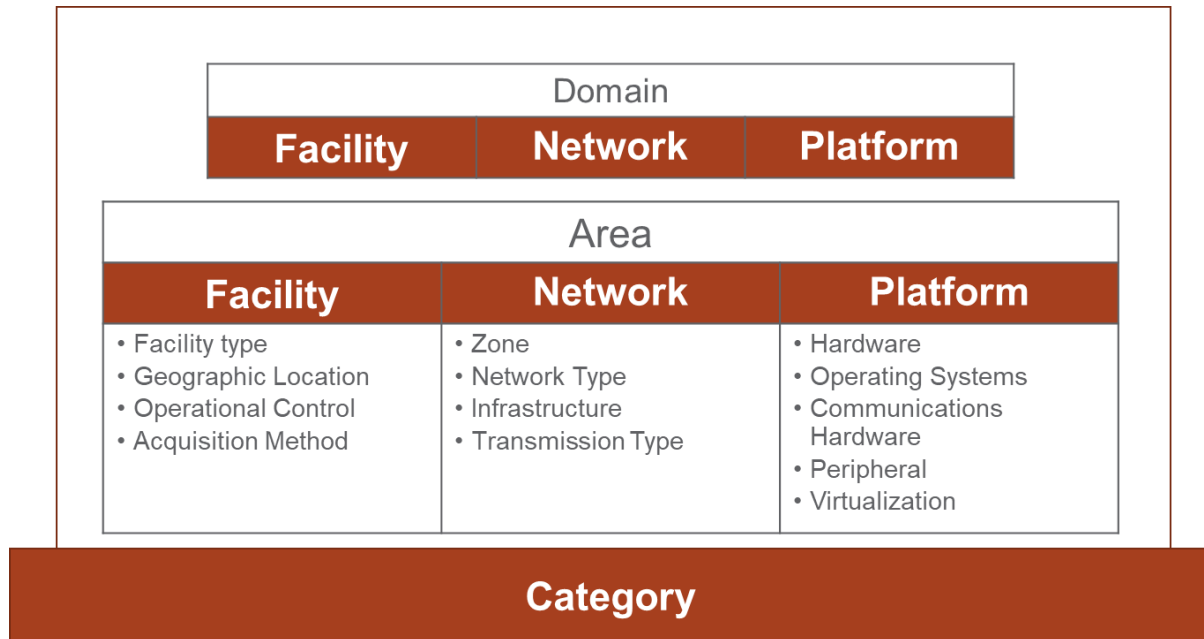 Domain
Facility Network Platform
Area
Facility Network Platform
• Facility type
• Geographic Location
• Operational Control
• Acquisition Method
• Zone
• Network Type
• Infrastructure
• Transmission Type
• Hardware
• Operating Systems
• Communications
Hardware
• Peripheral
• Virtualization
Category